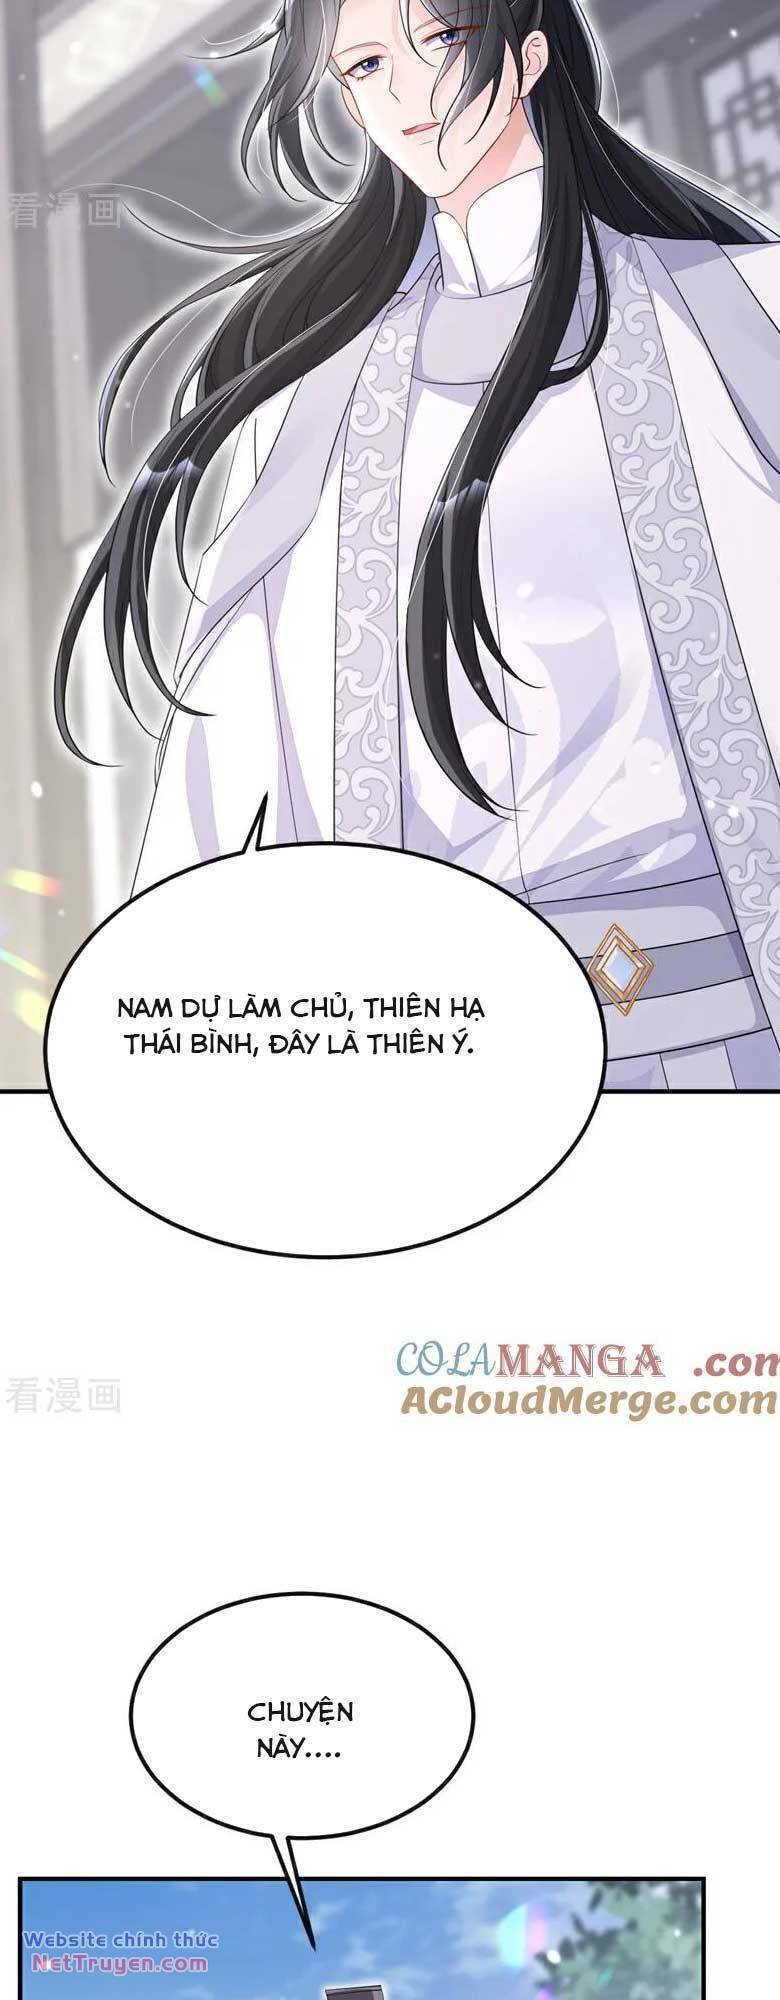 看漫画
NAM DỰ LÀM CHỦ, THIÊN HẠ
THÁI BÌNH, ĐÂY LÀ THIÊN Ý.
COLAMANGA .com
AcloudMerge.com
看漫画
CHUYỆN
NÀY....
Website chính thức
NetTruyen.com